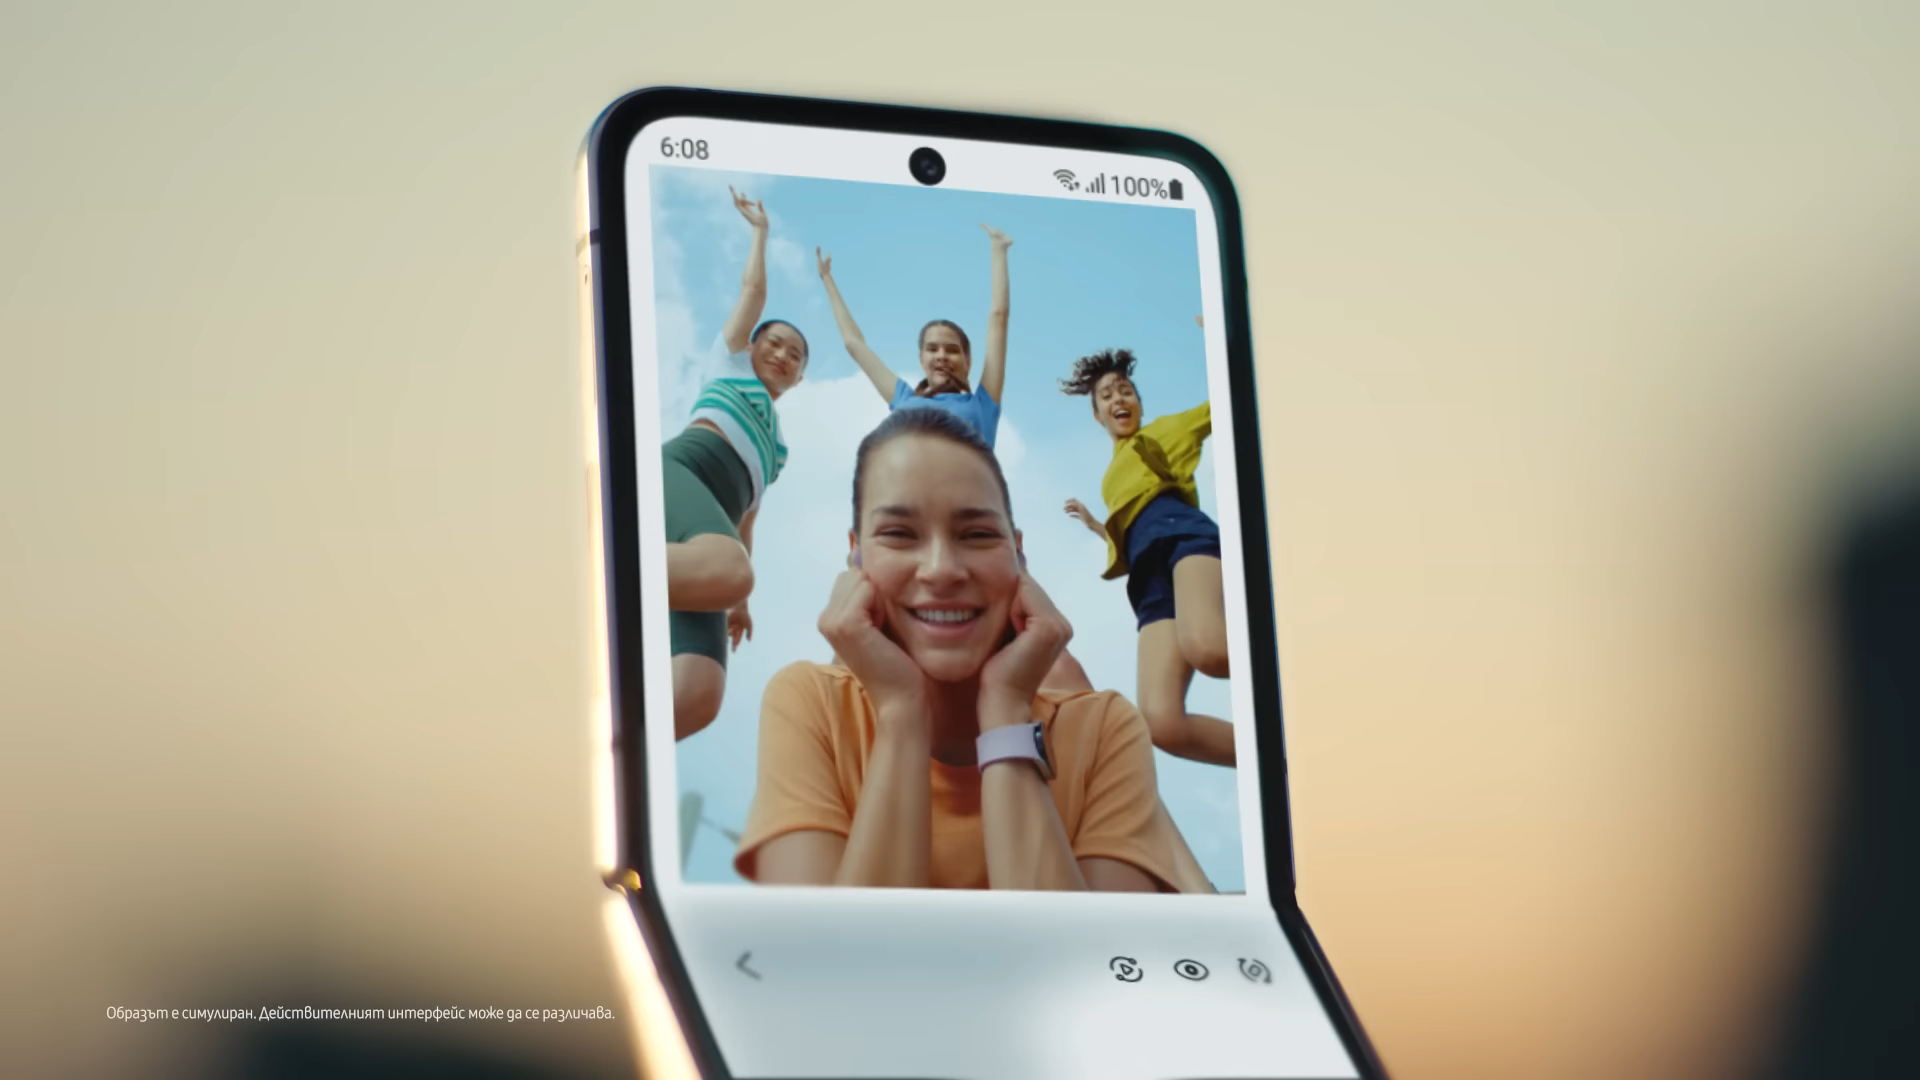 6:08
100%
Образът е симулиран. Действителният интерфейс може да се различава.